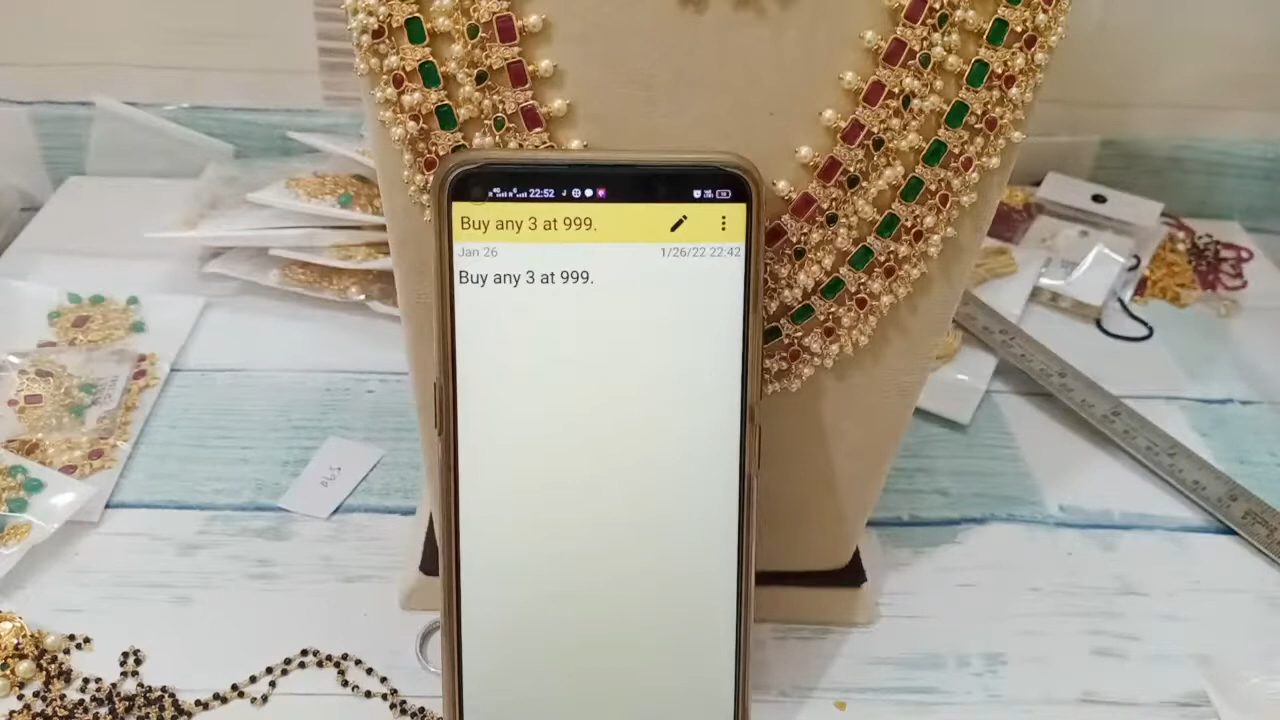 22:52
Buy any 3 at 999.
Jan 26
1/26/22 22:42
Buy any 3 at 999.